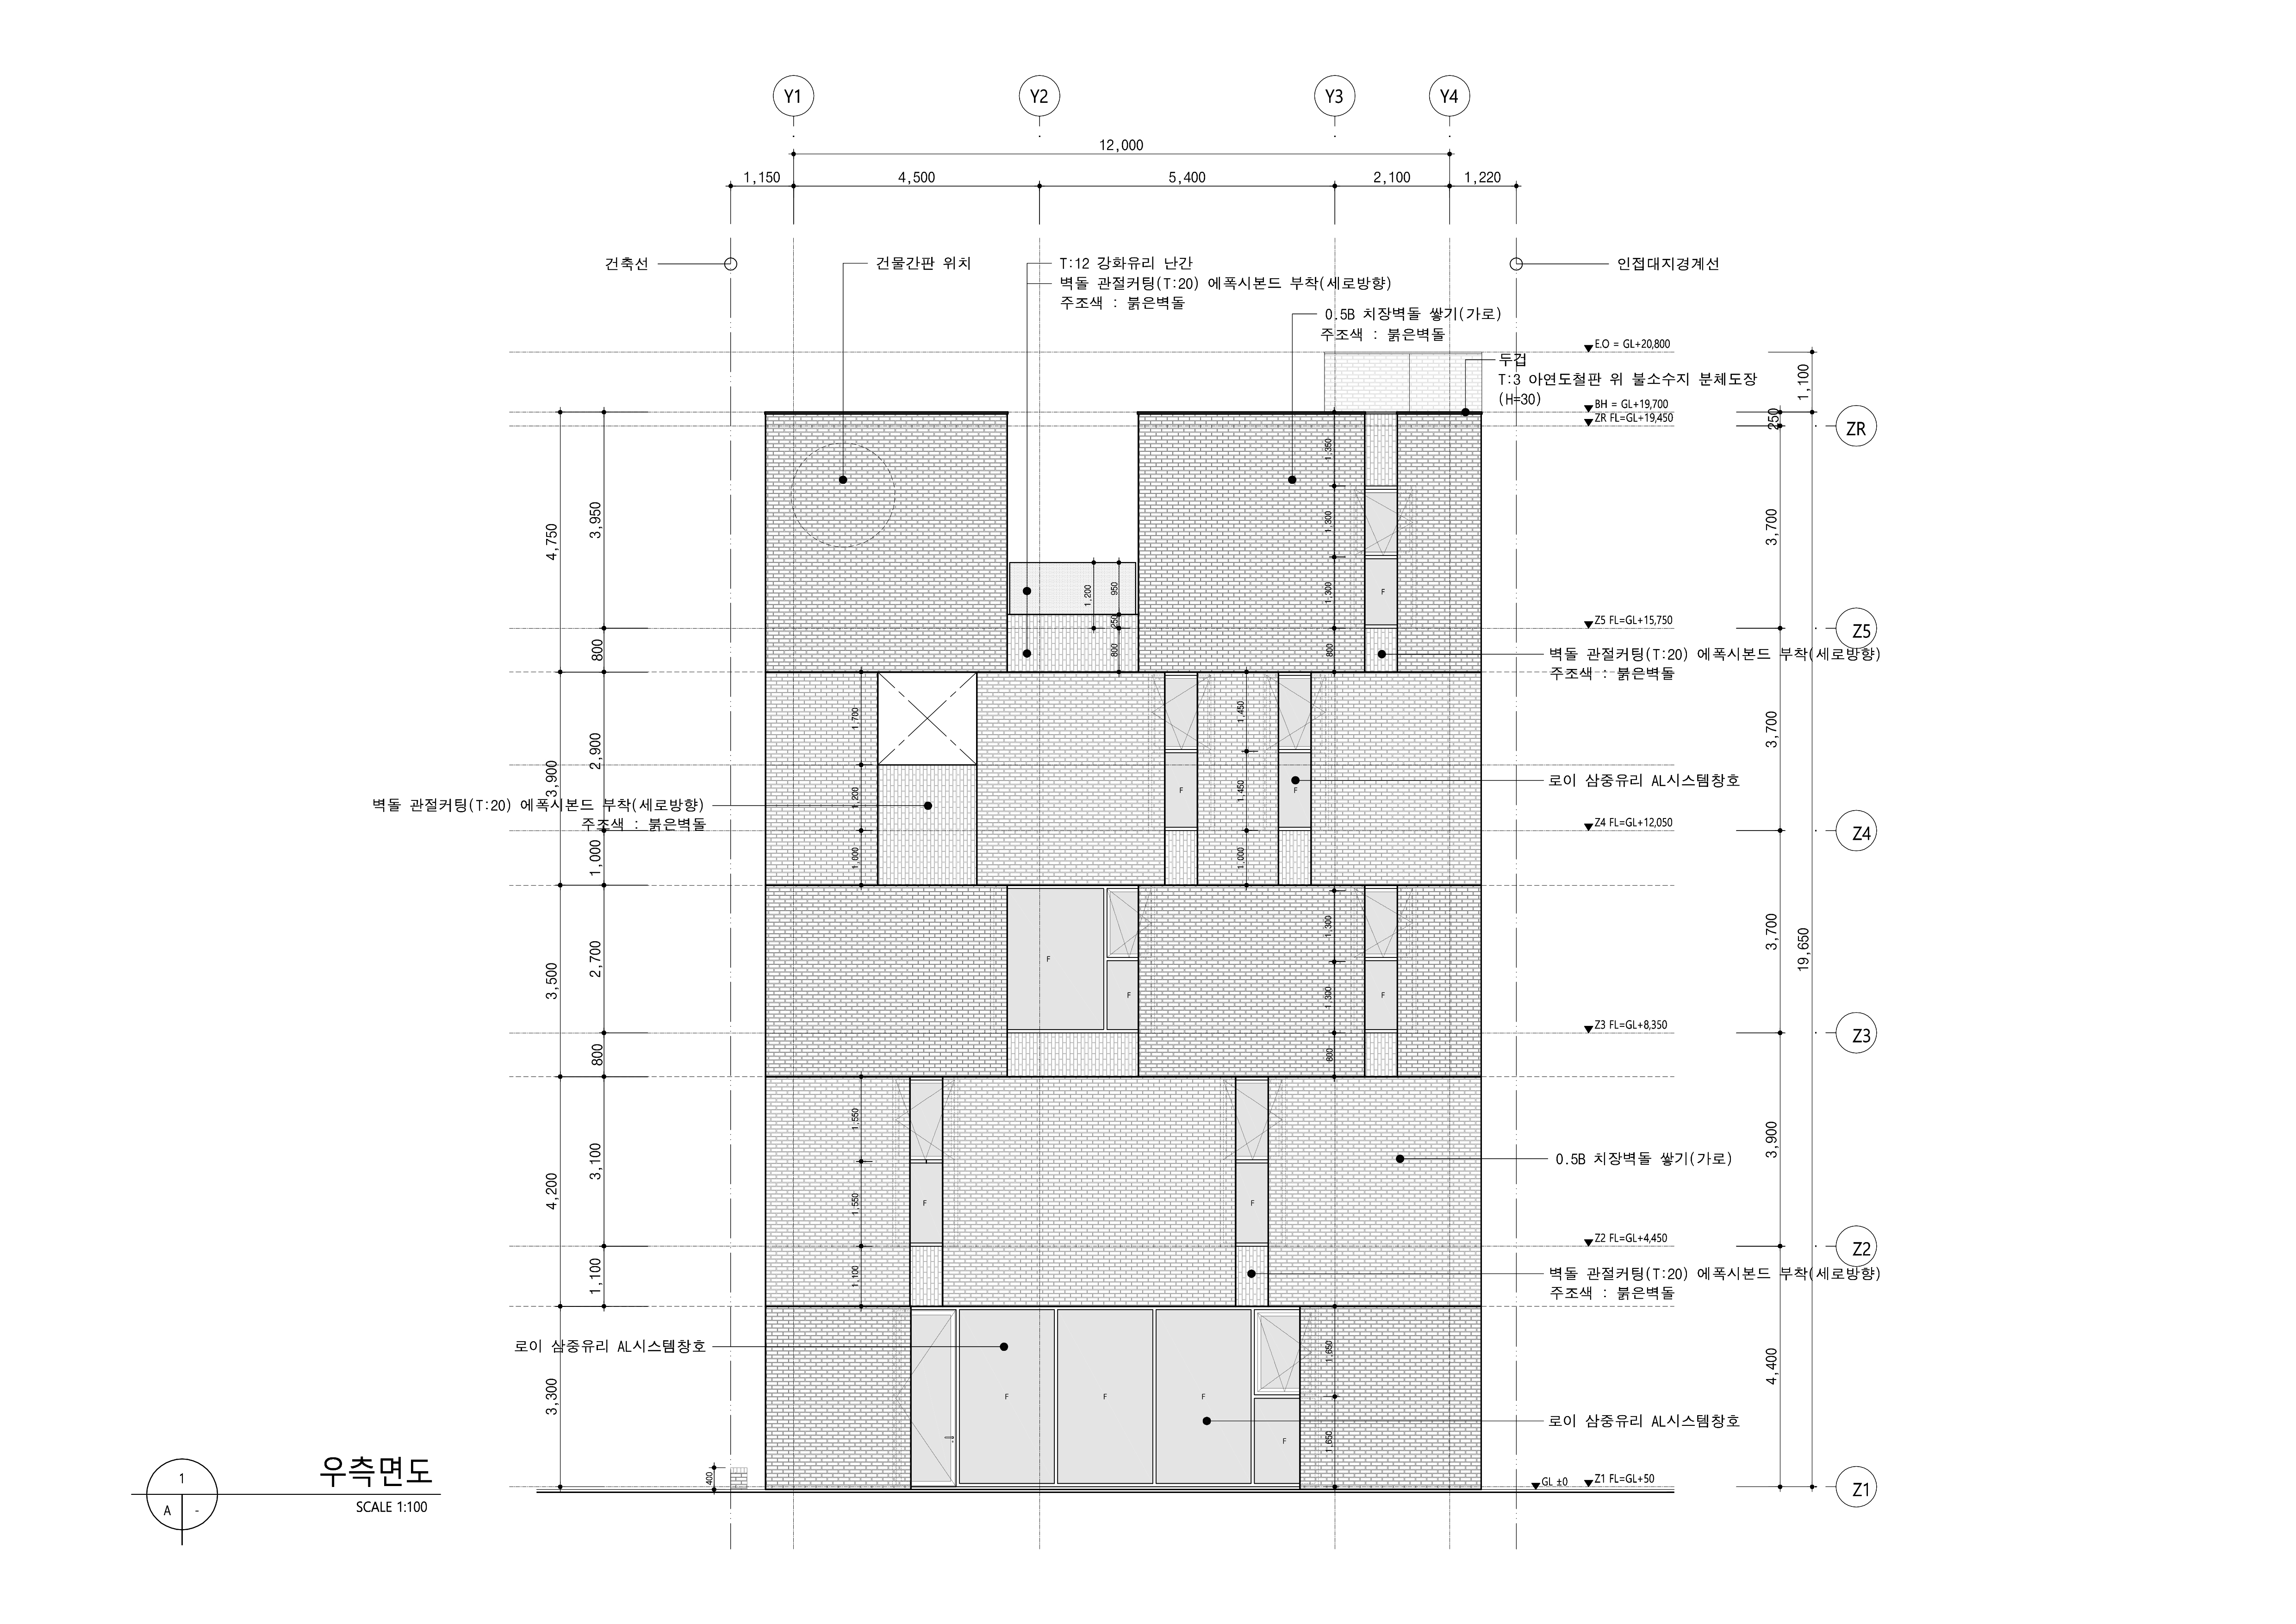 Y1
Y2
Y3
Y4
12,000
1,150
4,500
5,400
2,100
1,220
건축선
건물간판 위치
T:12 강화유리 난간
벽돌 관절커팅(T:20) 에폭시본드 부착(세로방향)
주조색 : 붉은벽돌
0.5B 치장벽돌 쌓기(가로)
주조색 : 붉은벽돌
인접대지경계선
E.O = GL+20,800
두겁
T:3 아연도철판 위 불소수지 분체도장
(H=30)
BH = GL+19,700
ZR FL=GL+19,450
1,100
250
ZR
4,750
3,950
1,350
1,300
1,300
F
3,700
1,200
950
250
800
800
800
Z5 FL=GL+15,750
Z5
벽돌 관절커팅(T:20) 에폭시본드 부착(세로방향)
주조색 : 붉은벽돌
3,900
2,900
1,700
1,200
1,000
1,450
1,450
1,000
F
F
3,700
로이 삼중유리 AL시스템창호
벽돌 관절커팅(T:20) 에폭시본드 부착(세로방향)
주조색 : 붉은벽돌
1,000
Z4 FL=GL+12,050
Z4
3,500
2,700
F
F
1,300
1,300
F
3,700
19,650
800
800
Z3 FL=GL+8,350
Z3
4,200
3,100
1,550
1,550
F
F
3,900
0.5B 치장벽돌 쌓기(가로)
1,100
1,100
Z2 FL=GL+4,450
Z2
벽돌 관절커팅(T:20) 에폭시본드 부착(세로방향)
주조색 : 붉은벽돌
로이 삼중유리 AL시스템창호
3,300
F
F
F
F
1,650
1,650
4,400
로이 삼중유리 AL시스템창호
400
GL ±0
Z1 FL=GL+50
Z1
1
A
-
우측면도
SCALE 1:100